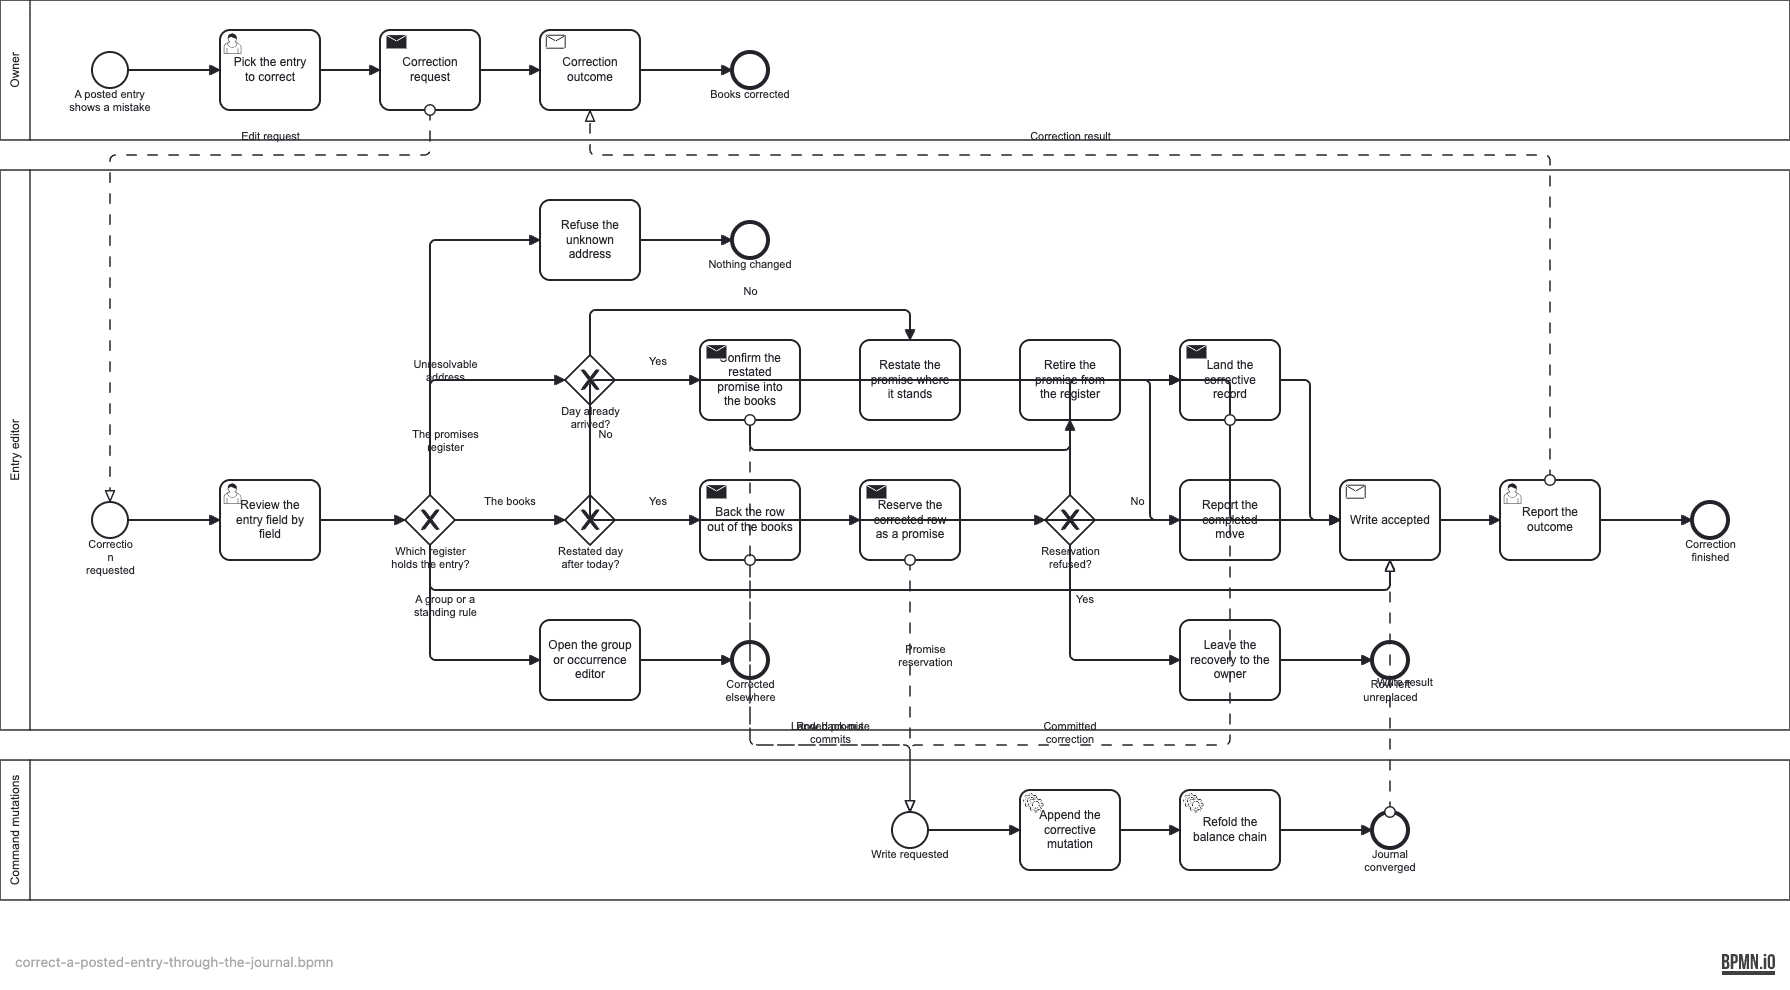 Owner
A posted entry
shows a mistake
Pick the entry
to correct
Correction
request
Correction
outcome
Books corrected
Edit request
Correction result
Entry editor
Refuse the
unknown
address
Nothing changed
No
Unresolvable
address
Yes
Day already
arrived?
Confirm the
restated
promise into
the books
Restate the
promise where
it stands
Retire the
promise from
the register
Land the
corrective
record
The promises
register
No
Correctio
n
requested
Review the
entry field by
field
Which register
holds the entry?
The books
Restated day
after today?
Yes
Back the row
out of the books
Reserve the
corrected row
as a promise
Reservation
refused?
No
Report the
completed
move
Write accepted
Report the
outcome
Correction
finished
A group or a
standing rule
Yes
Open the group
or occurrence
editor
Corrected
elsewhere
Promise
reservation
Leave the
recovery to the
owner
Row left
unreplaced
Write result
commits
Committed
correction
Command mutations
Write requested
Append the
corrective
mutation
Refold the
balance chain
Journal
converged
correct-a-posted-entry-through-the-journal.bpmn
BPMN.iO